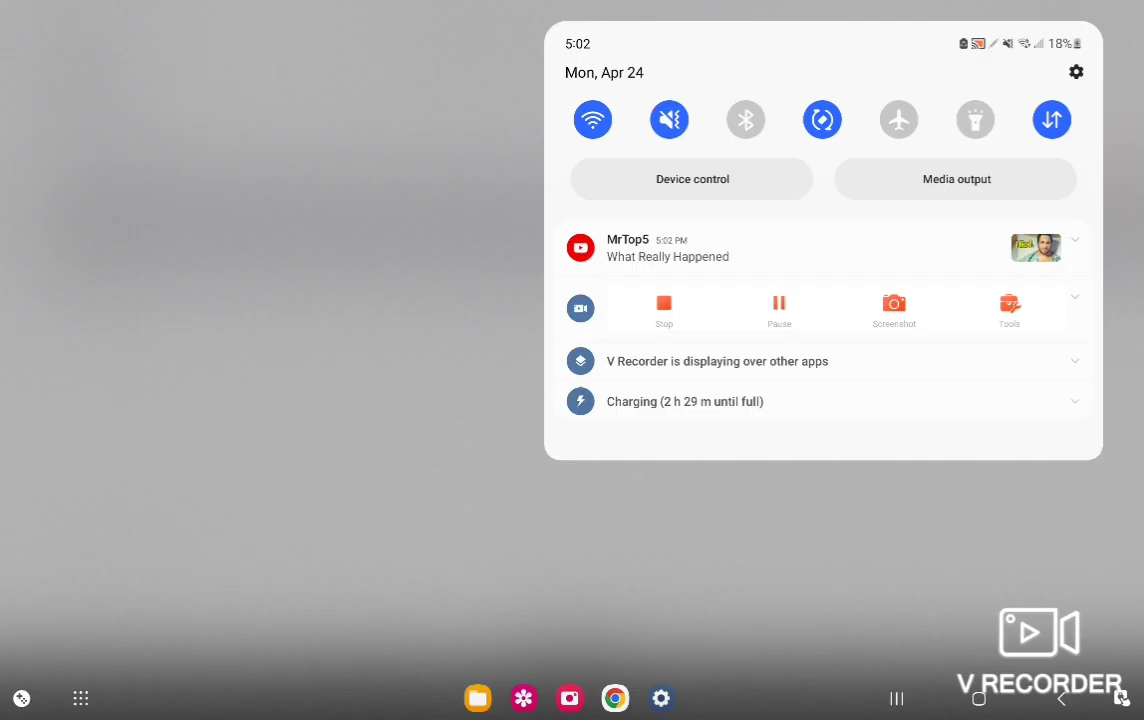 5:02
18%
Mon, Apr 24
Device control
Media output
MrTop5 5:02 PM
What Really Happened
Stop
Pause
Screenshot
Tools
V Recorder is displaying over other apps
Charging (2 h 29 m until full)
V RECORDER